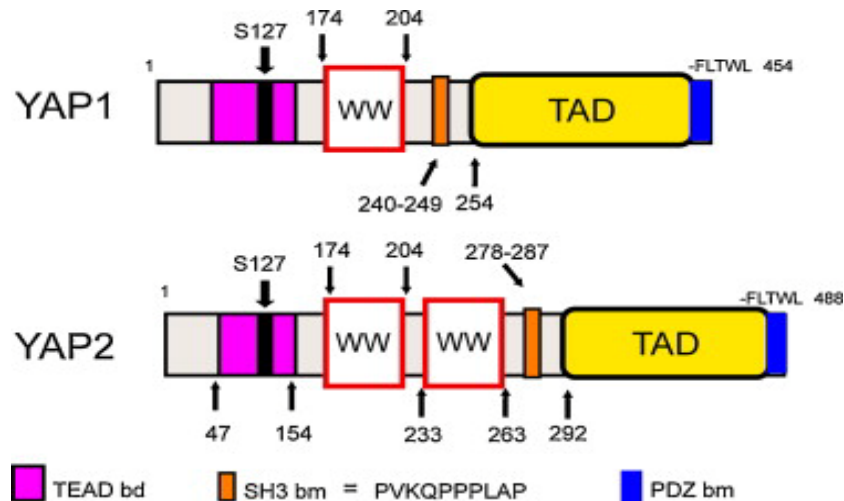 174 204
S127
1
-FLTWL 454
YAP1
WW
TAD
240-249 254
174 204 278-287
S127
1
-FLTWL 488
YAP2
WW WW
TAD
47 154 233 263 292
TEAD bd SH3 bm = PVKQPPPLAP PDZ bm